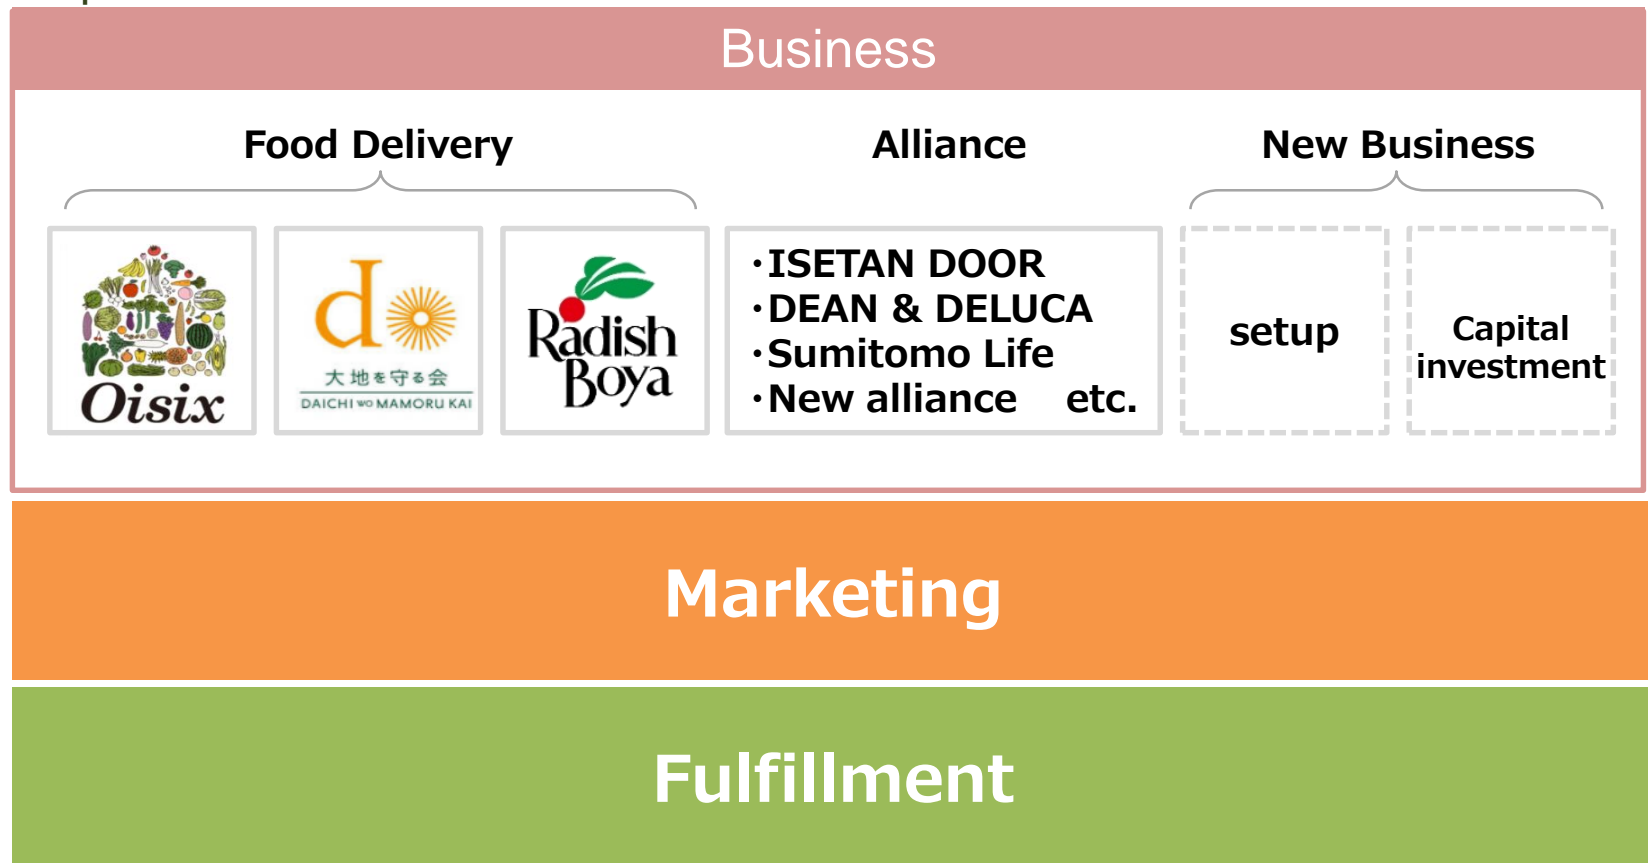 Business
Food Delivery
Alliance
New Business
Oisix
do
大地を守る会
DAICHI WO MAMORU KAI
Radish
Boya
・ISETAN DOOR
・DEAN & DELUCA
・Sumitomo Life
・New alliance etc.
setup
Capital
investment
Marketing
Fulfillment